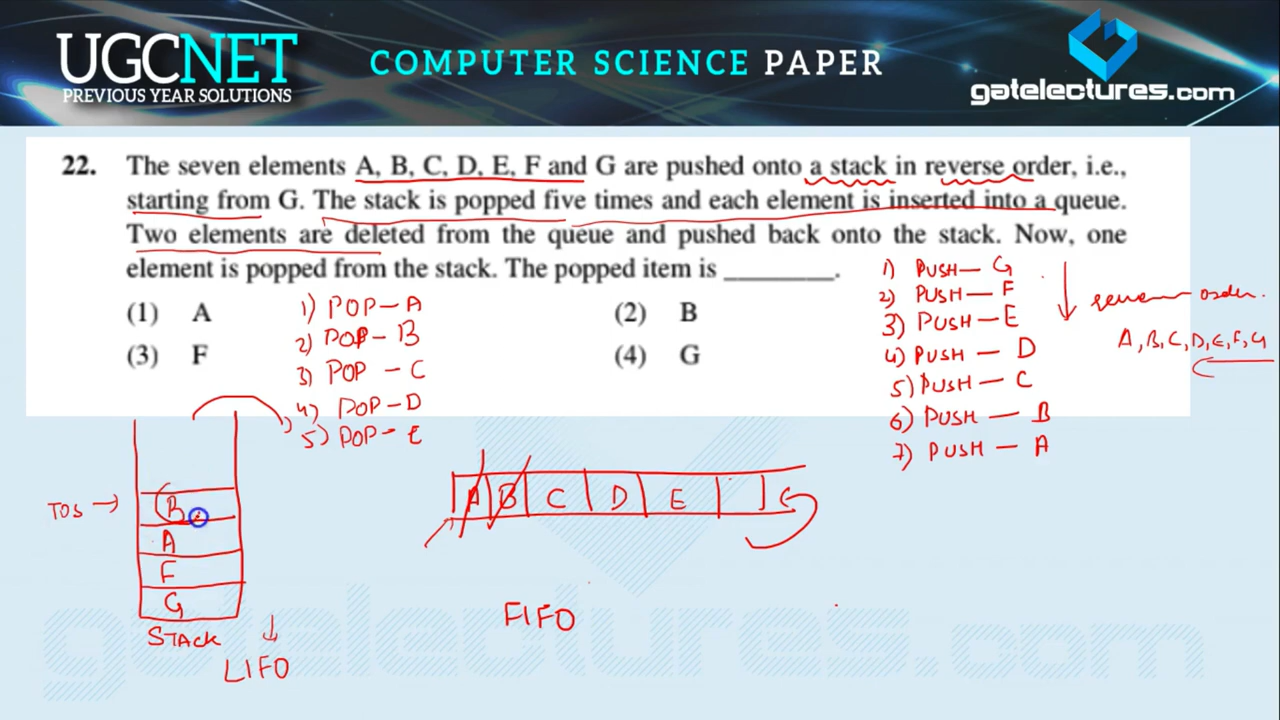 UGCNET
PREVIOUS YEAR SOLUTIONS
COMPUTER SCIENCE PAPER
gatelectures.com
22. The seven elements A, B, C, D, E, F and G are pushed onto a stack in reverse order, i.e.,
starting from G. The stack is popped five times and each element is inserted into a queue.
Two elements are deleted from the queue and pushed back onto the stack. Now, one
element is popped from the stack. The popped item is ________.
(1) A
(2) B
(3) F
(4) G
1) POP - A
2) POP - B
3) POP - C
4) POP - D
5) POP - E
1) PUSH - G
2) PUSH - F
3) PUSH - E
4) PUSH - D
5) PUSH - C
6) PUSH - B
7) PUSH - A
order.
A, B, C, D, E, F, G
TOS →
B
A
F
G
STACK
LIFO
A B C D E
FIFO
gatelectures.com